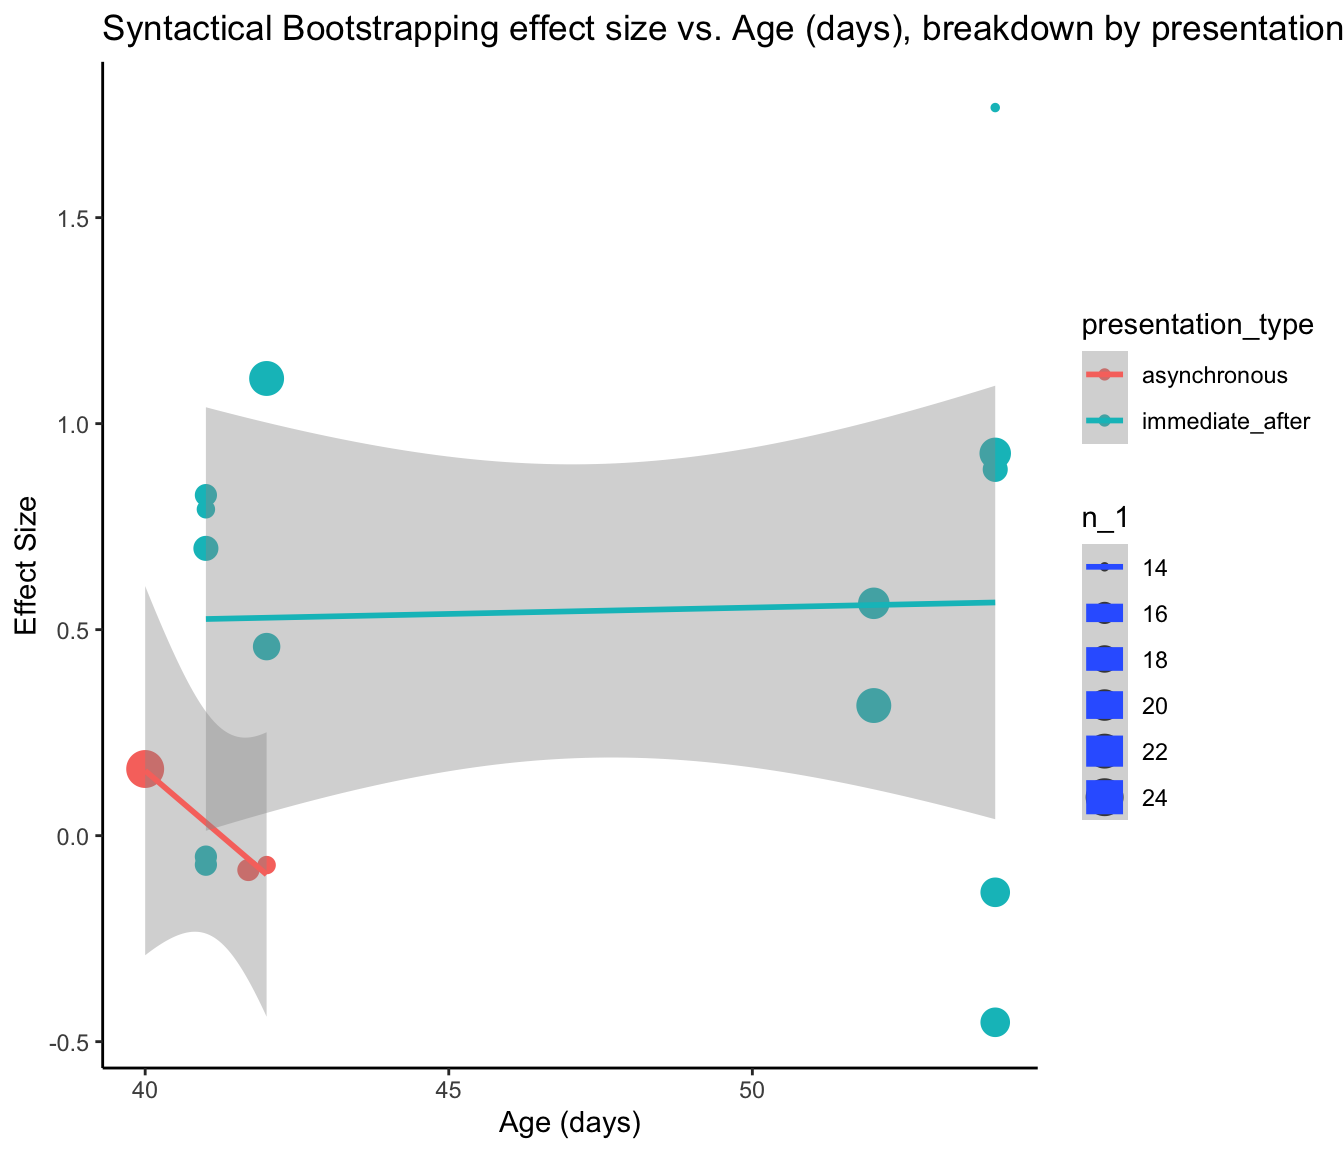 Syntactical Bootstrapping effect size vs. Age (days), breakdown by presentation
1.5
1.0
0.5
0.0
-0.5
Effect Size
40
45
50
Age (days)
presentation_type
asynchronous
immediate_after
n_1
14
16
18
20
22
24